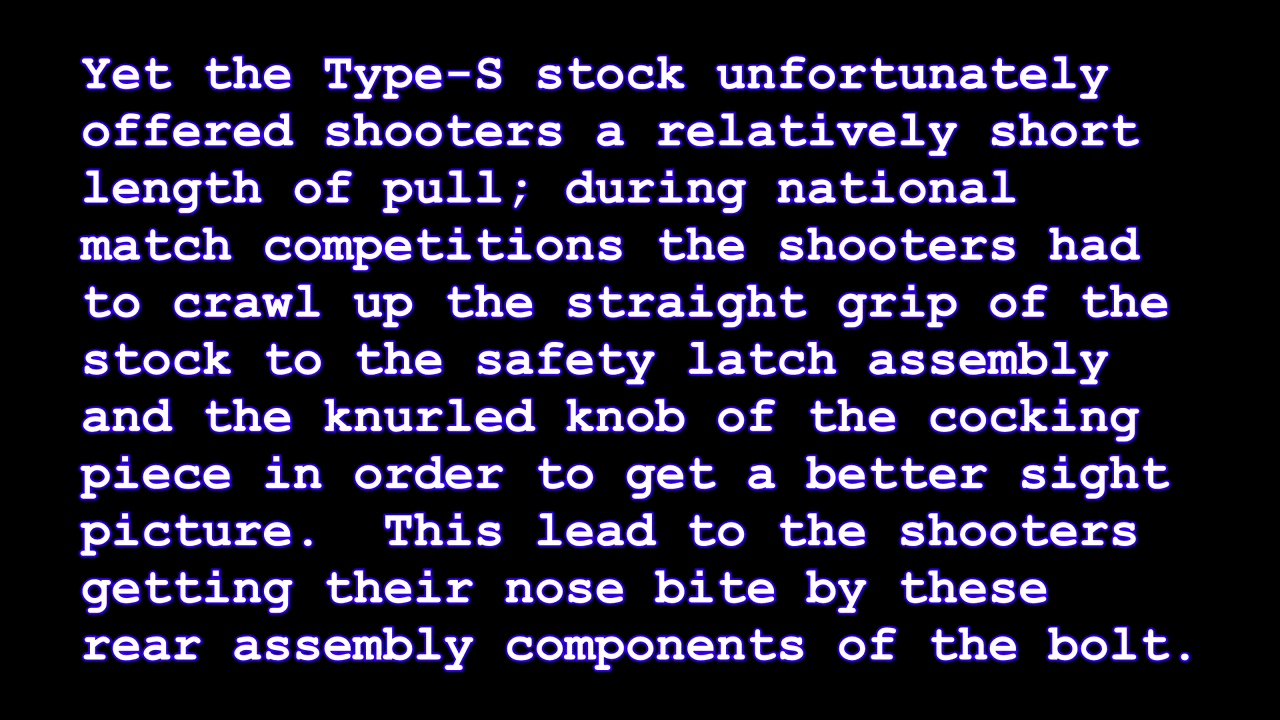 Yet the Type-S stock unfortunately
offered shooters a relatively short
length of pull; during national
match competitions the shooters had
to crawl up the straight grip of the
stock to the safety latch assembly
and the knurled knob of the cocking
piece in order to get a better sight
picture.  This lead to the shooters
getting their nose bite by these
rear assembly components of the bolt.